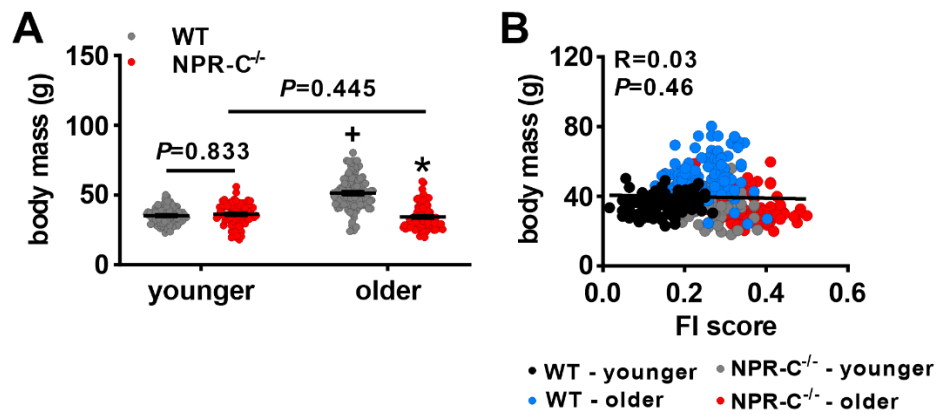 A
WT
NPR-C-/-
body mass (g)
150
100
50
0
P=0.833
P=0.445
+
*
younger
older
B
body mass (g)
120
80
40
0
R=0.03
P=0.46
0.0
0.2
0.4
0.6
FI score
WT - younger
NPR-C-/- - younger
WT - older
NPR-C-/- - older